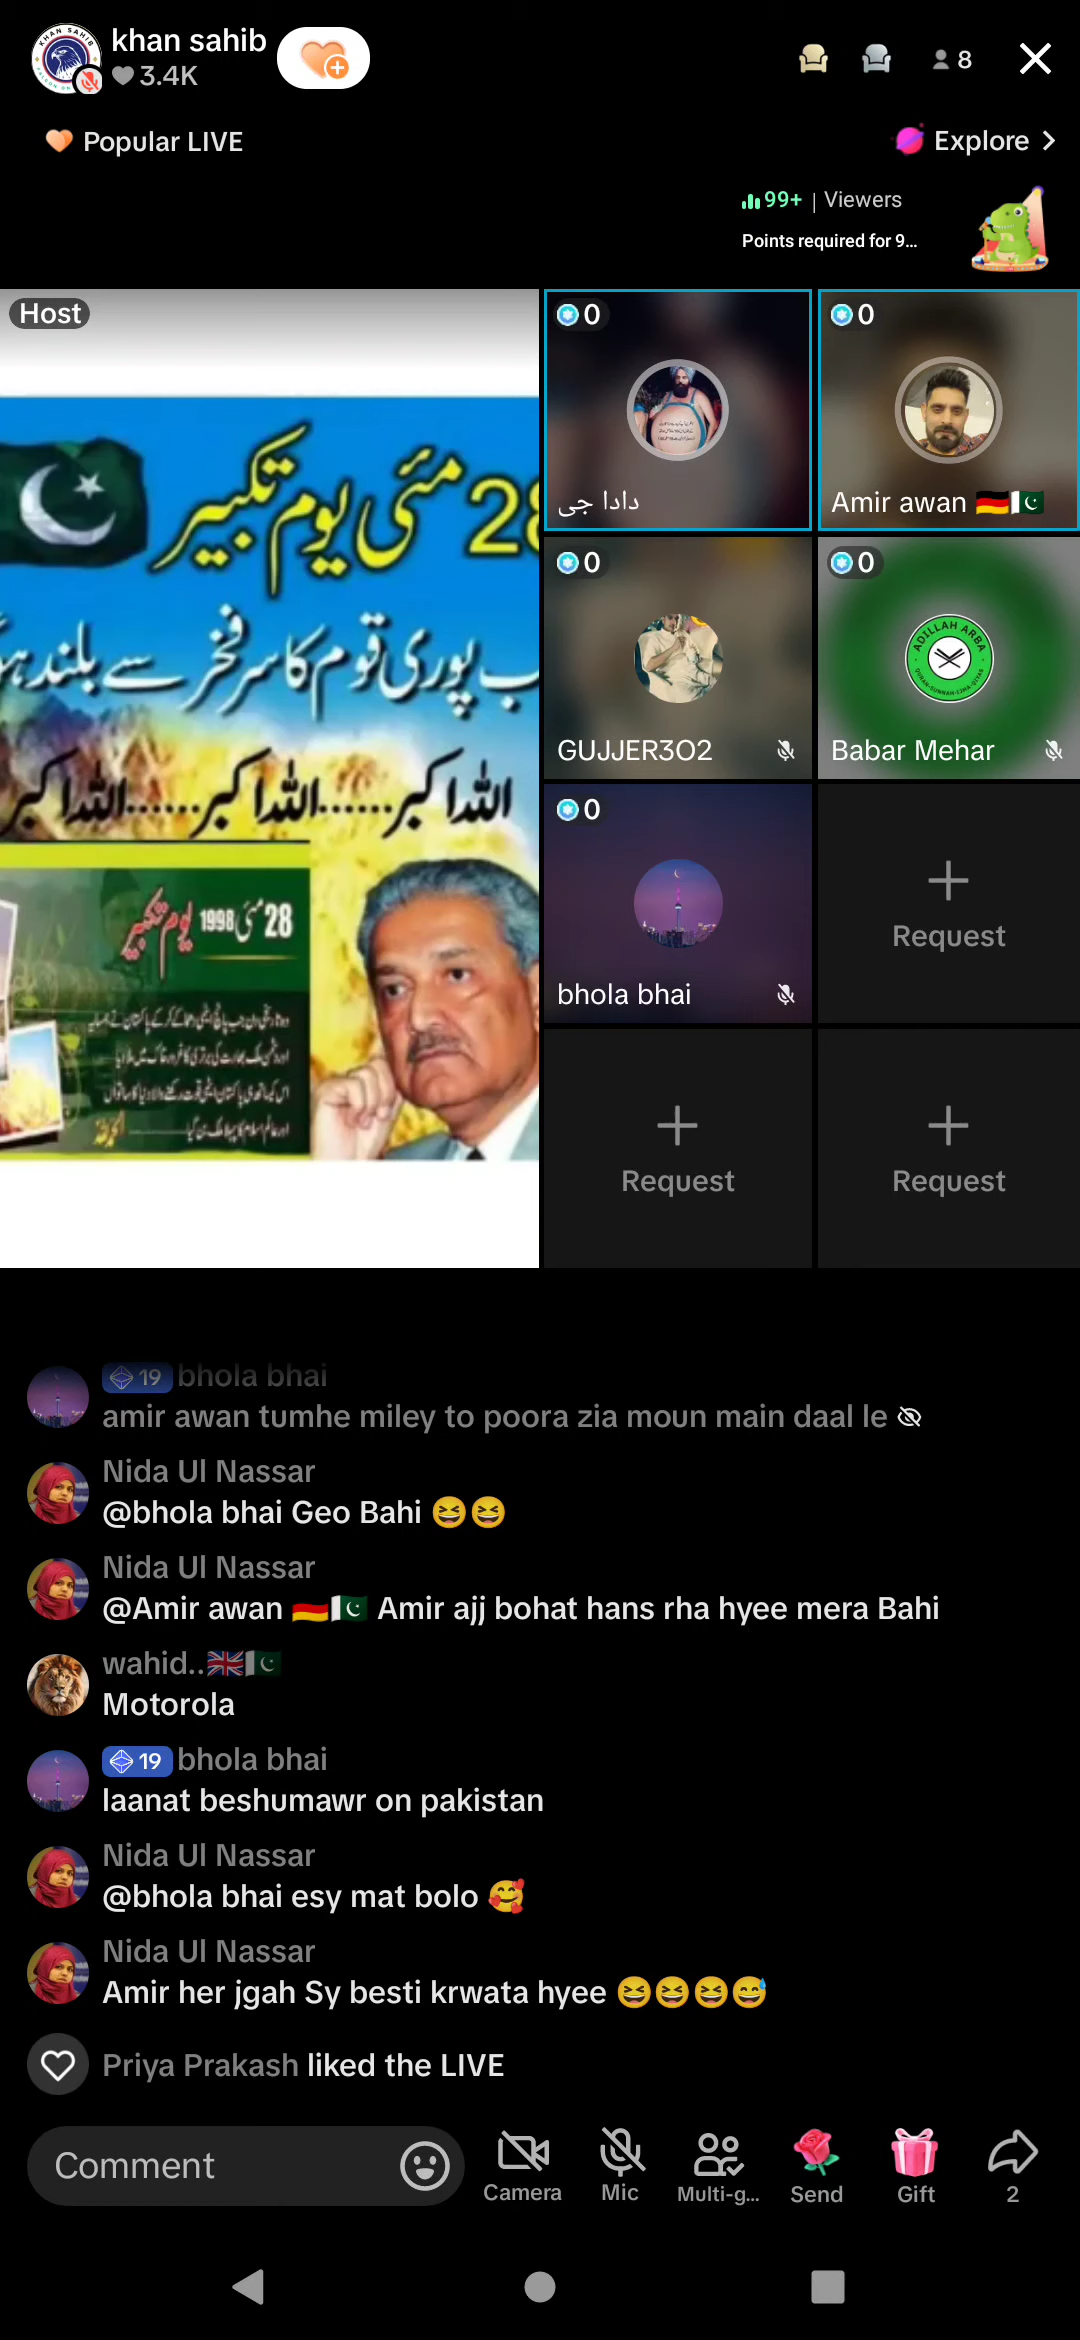 khan sahib
3.4K
8
Popular LIVE
Explore
99+ | Viewers
Points required for 9...
Host
28 مئی یوم تکبیر
پوری قوم کا سر فخر سے بلند
اللہ اکبر......اللہ اکبر......اللہ اکبر
28 مئی 1998 یوم تکبیر
0
دادا جی
0
Amir awan 🇩🇪🇵🇰
0
GUJJER3O2
0
ADILLAH ARBA
Babar Mehar
0
bhola bhai
Request
Request
Request
19 bhola bhai
amir awan tumhe miley to poora zia moun main daal le
Nida Ul Nassar
@bhola bhai Geo Bahi 😆😆
Nida Ul Nassar
@Amir awan 🇩🇪🇵🇰 Amir ajj bohat hans rha hyee mera Bahi
wahid..🇬🇧🇵🇰
Motorola
19 bhola bhai
laanat beshumawr on pakistan
Nida Ul Nassar
@bhola bhai esy mat bolo 🥰
Nida Ul Nassar
Amir her jgah Sy besti krwata hyee 😆😆😆😅
Priya Prakash liked the LIVE
Comment
Camera
Mic
Multi-g...
Send
Gift
2